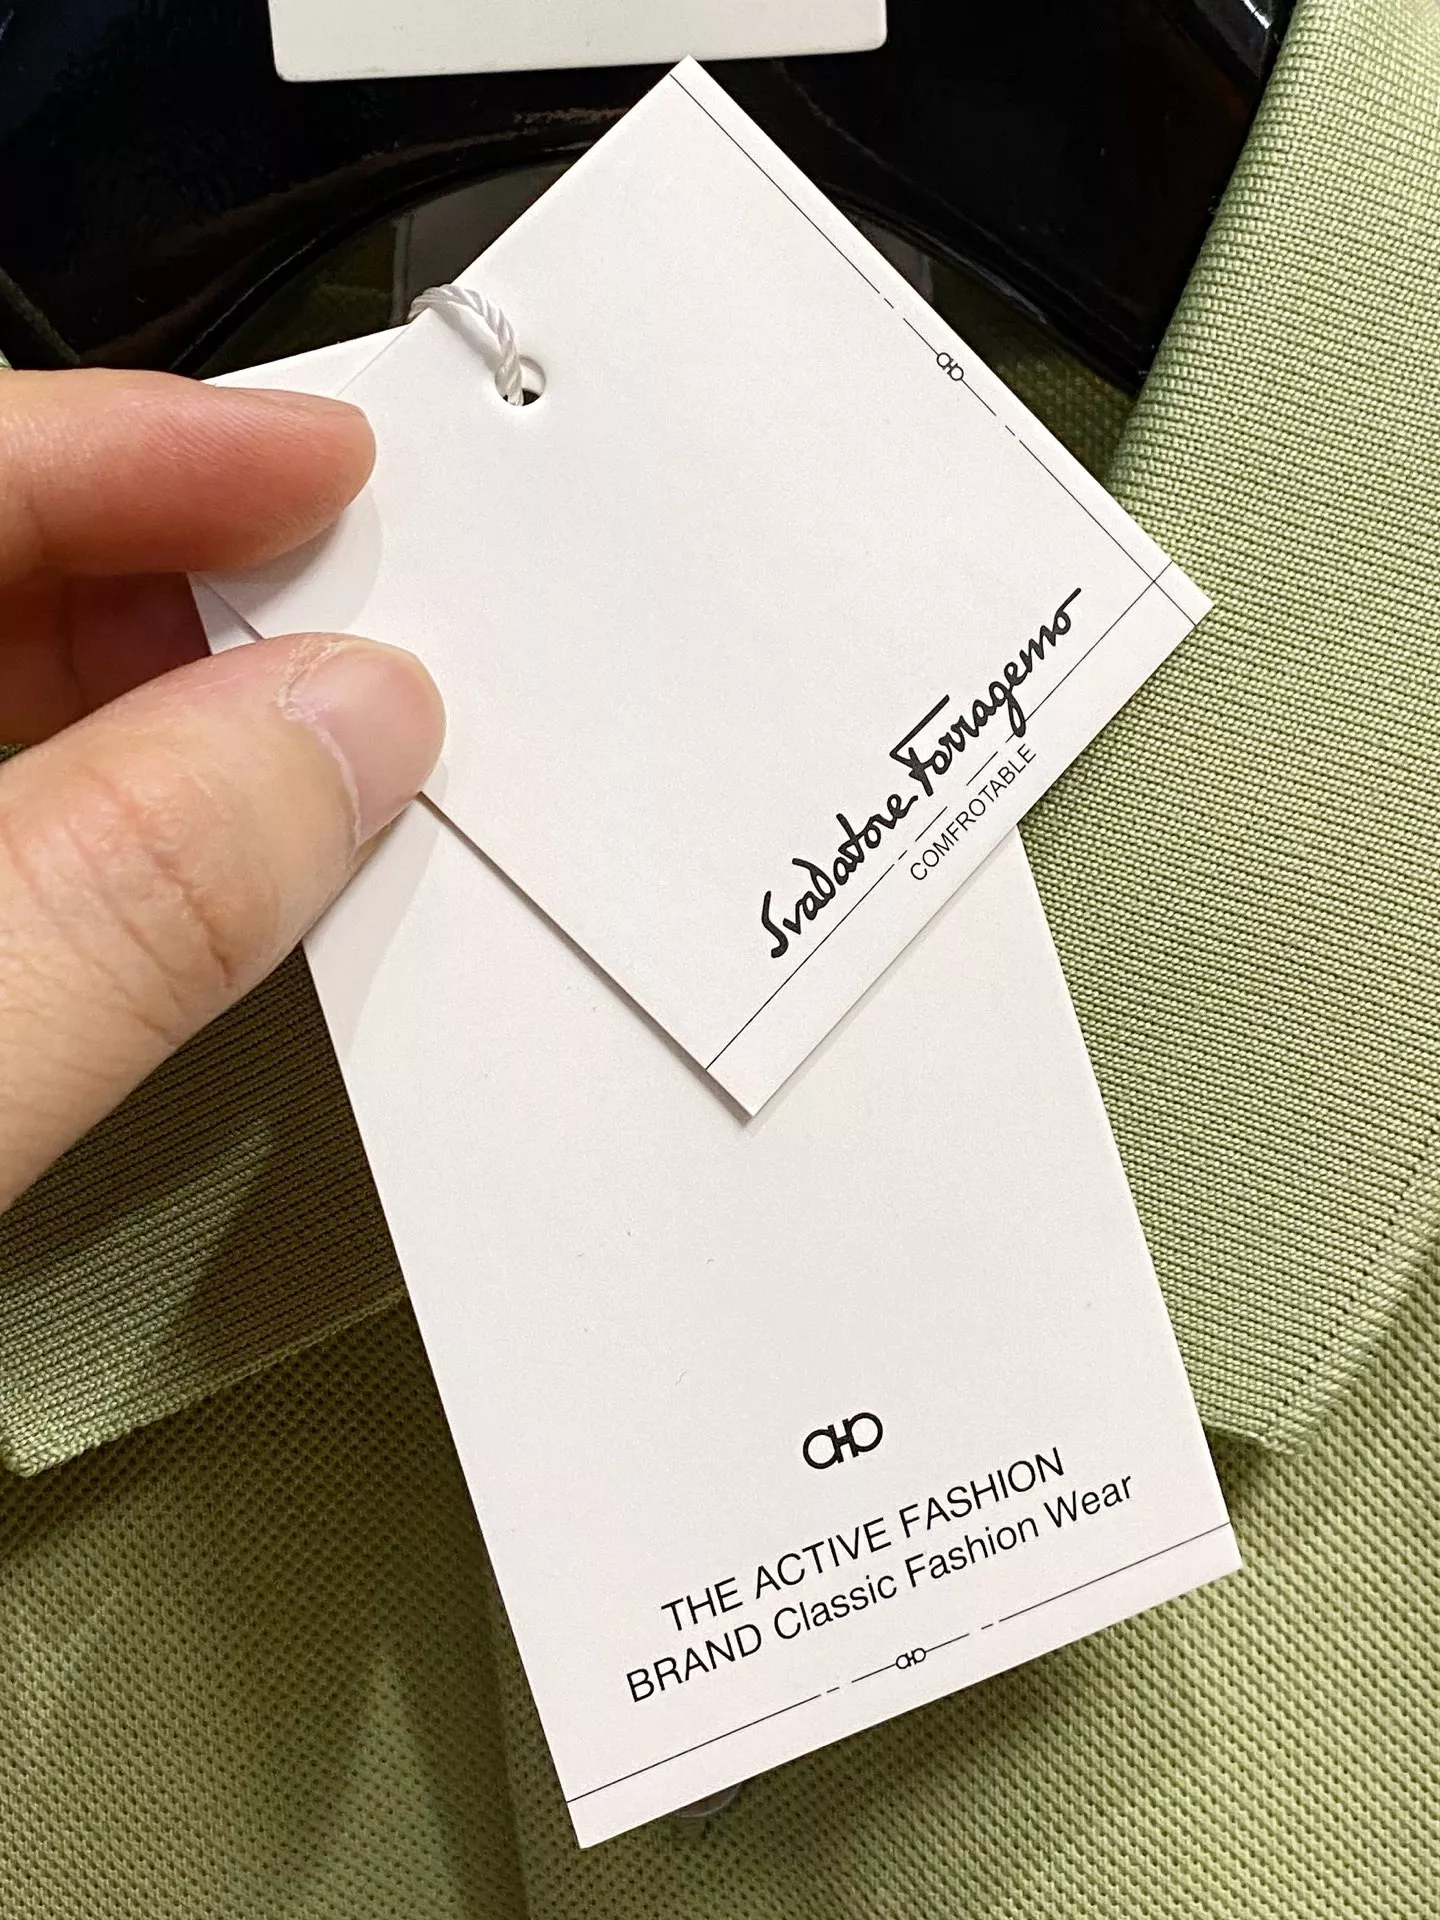 Svadatore Forragemo
COMFROTABLE
THE ACTIVE FASHION
BRAND Classic Fashion Wear